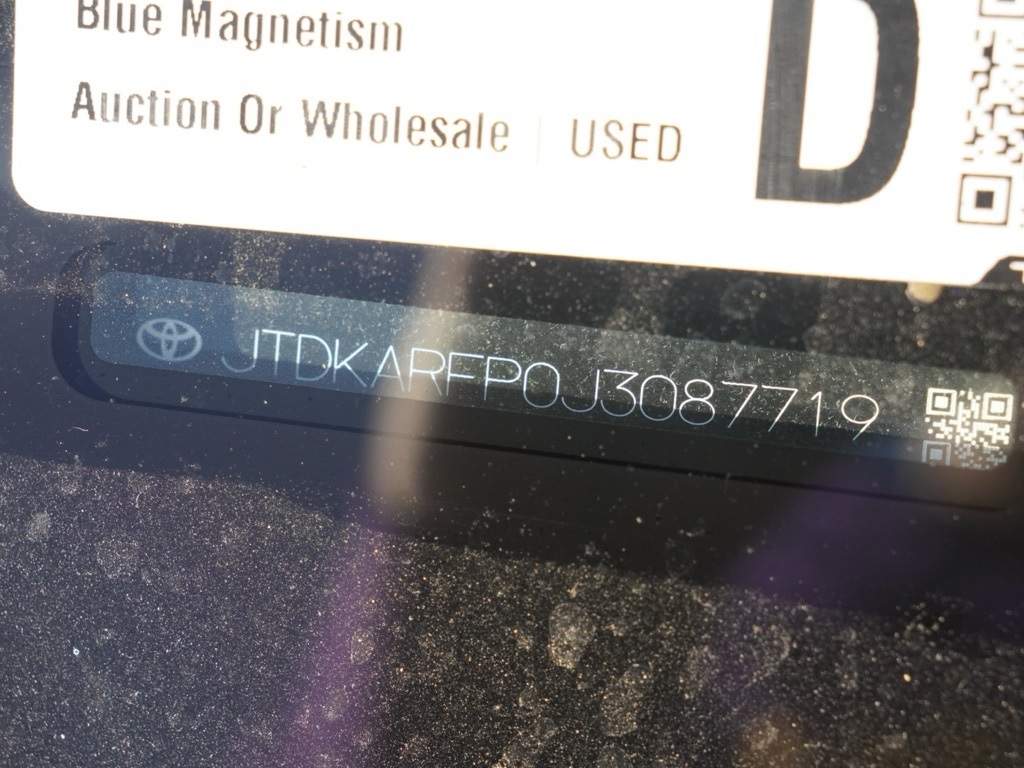 Blue Magnetism
Auction Or Wholesale | USED
D
JTDKARFP0J3087719